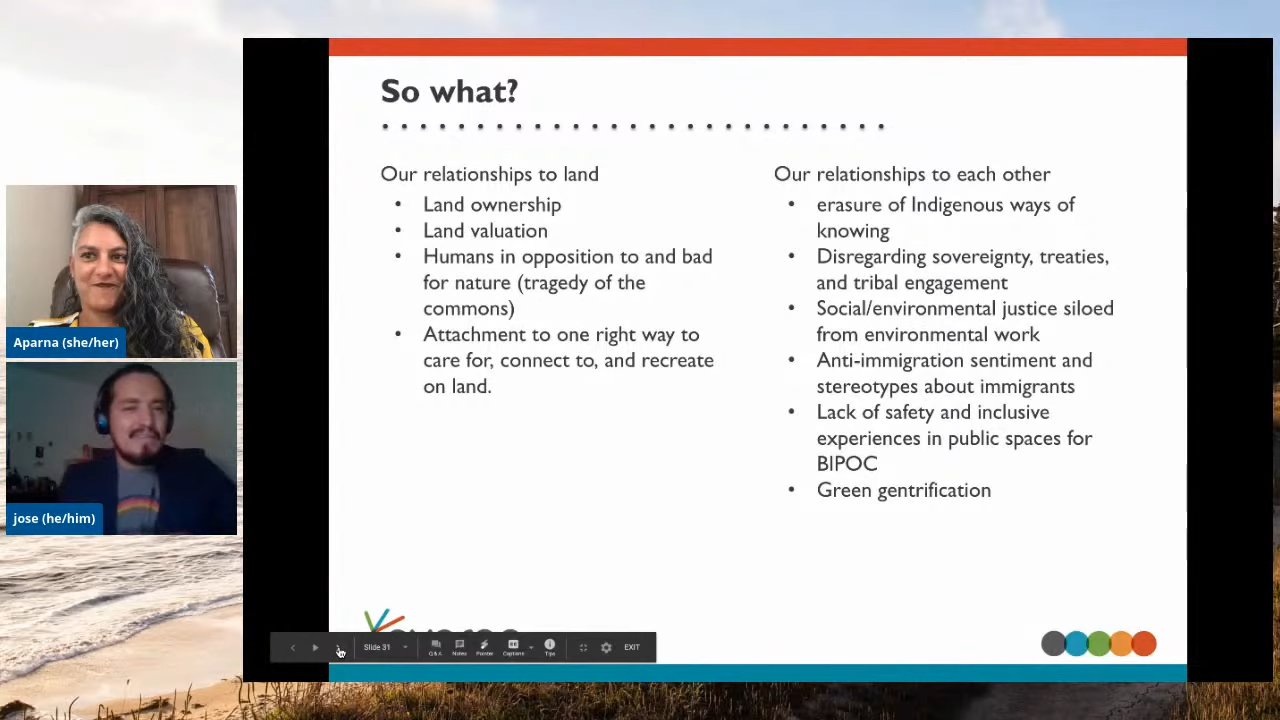 So what?
Our relationships to land
• Land ownership
• Land valuation
• Humans in opposition to and bad
for nature (tragedy of the
commons)
• Attachment to one right way to
care for, connect to, and recreate
on land.
Our relationships to each other
• erasure of Indigenous ways of
knowing
• Disregarding sovereignty, treaties,
and tribal engagement
• Social/environmental justice siloed
from environmental work
• Anti-immigration sentiment and
stereotypes about immigrants
• Lack of safety and inclusive
experiences in public spaces for
BIPOC
• Green gentrification
Aparna (she/her)
jose (he/him)
Slide 31
Q&A
Notes
Pointer
Captions
Tips
EXIT